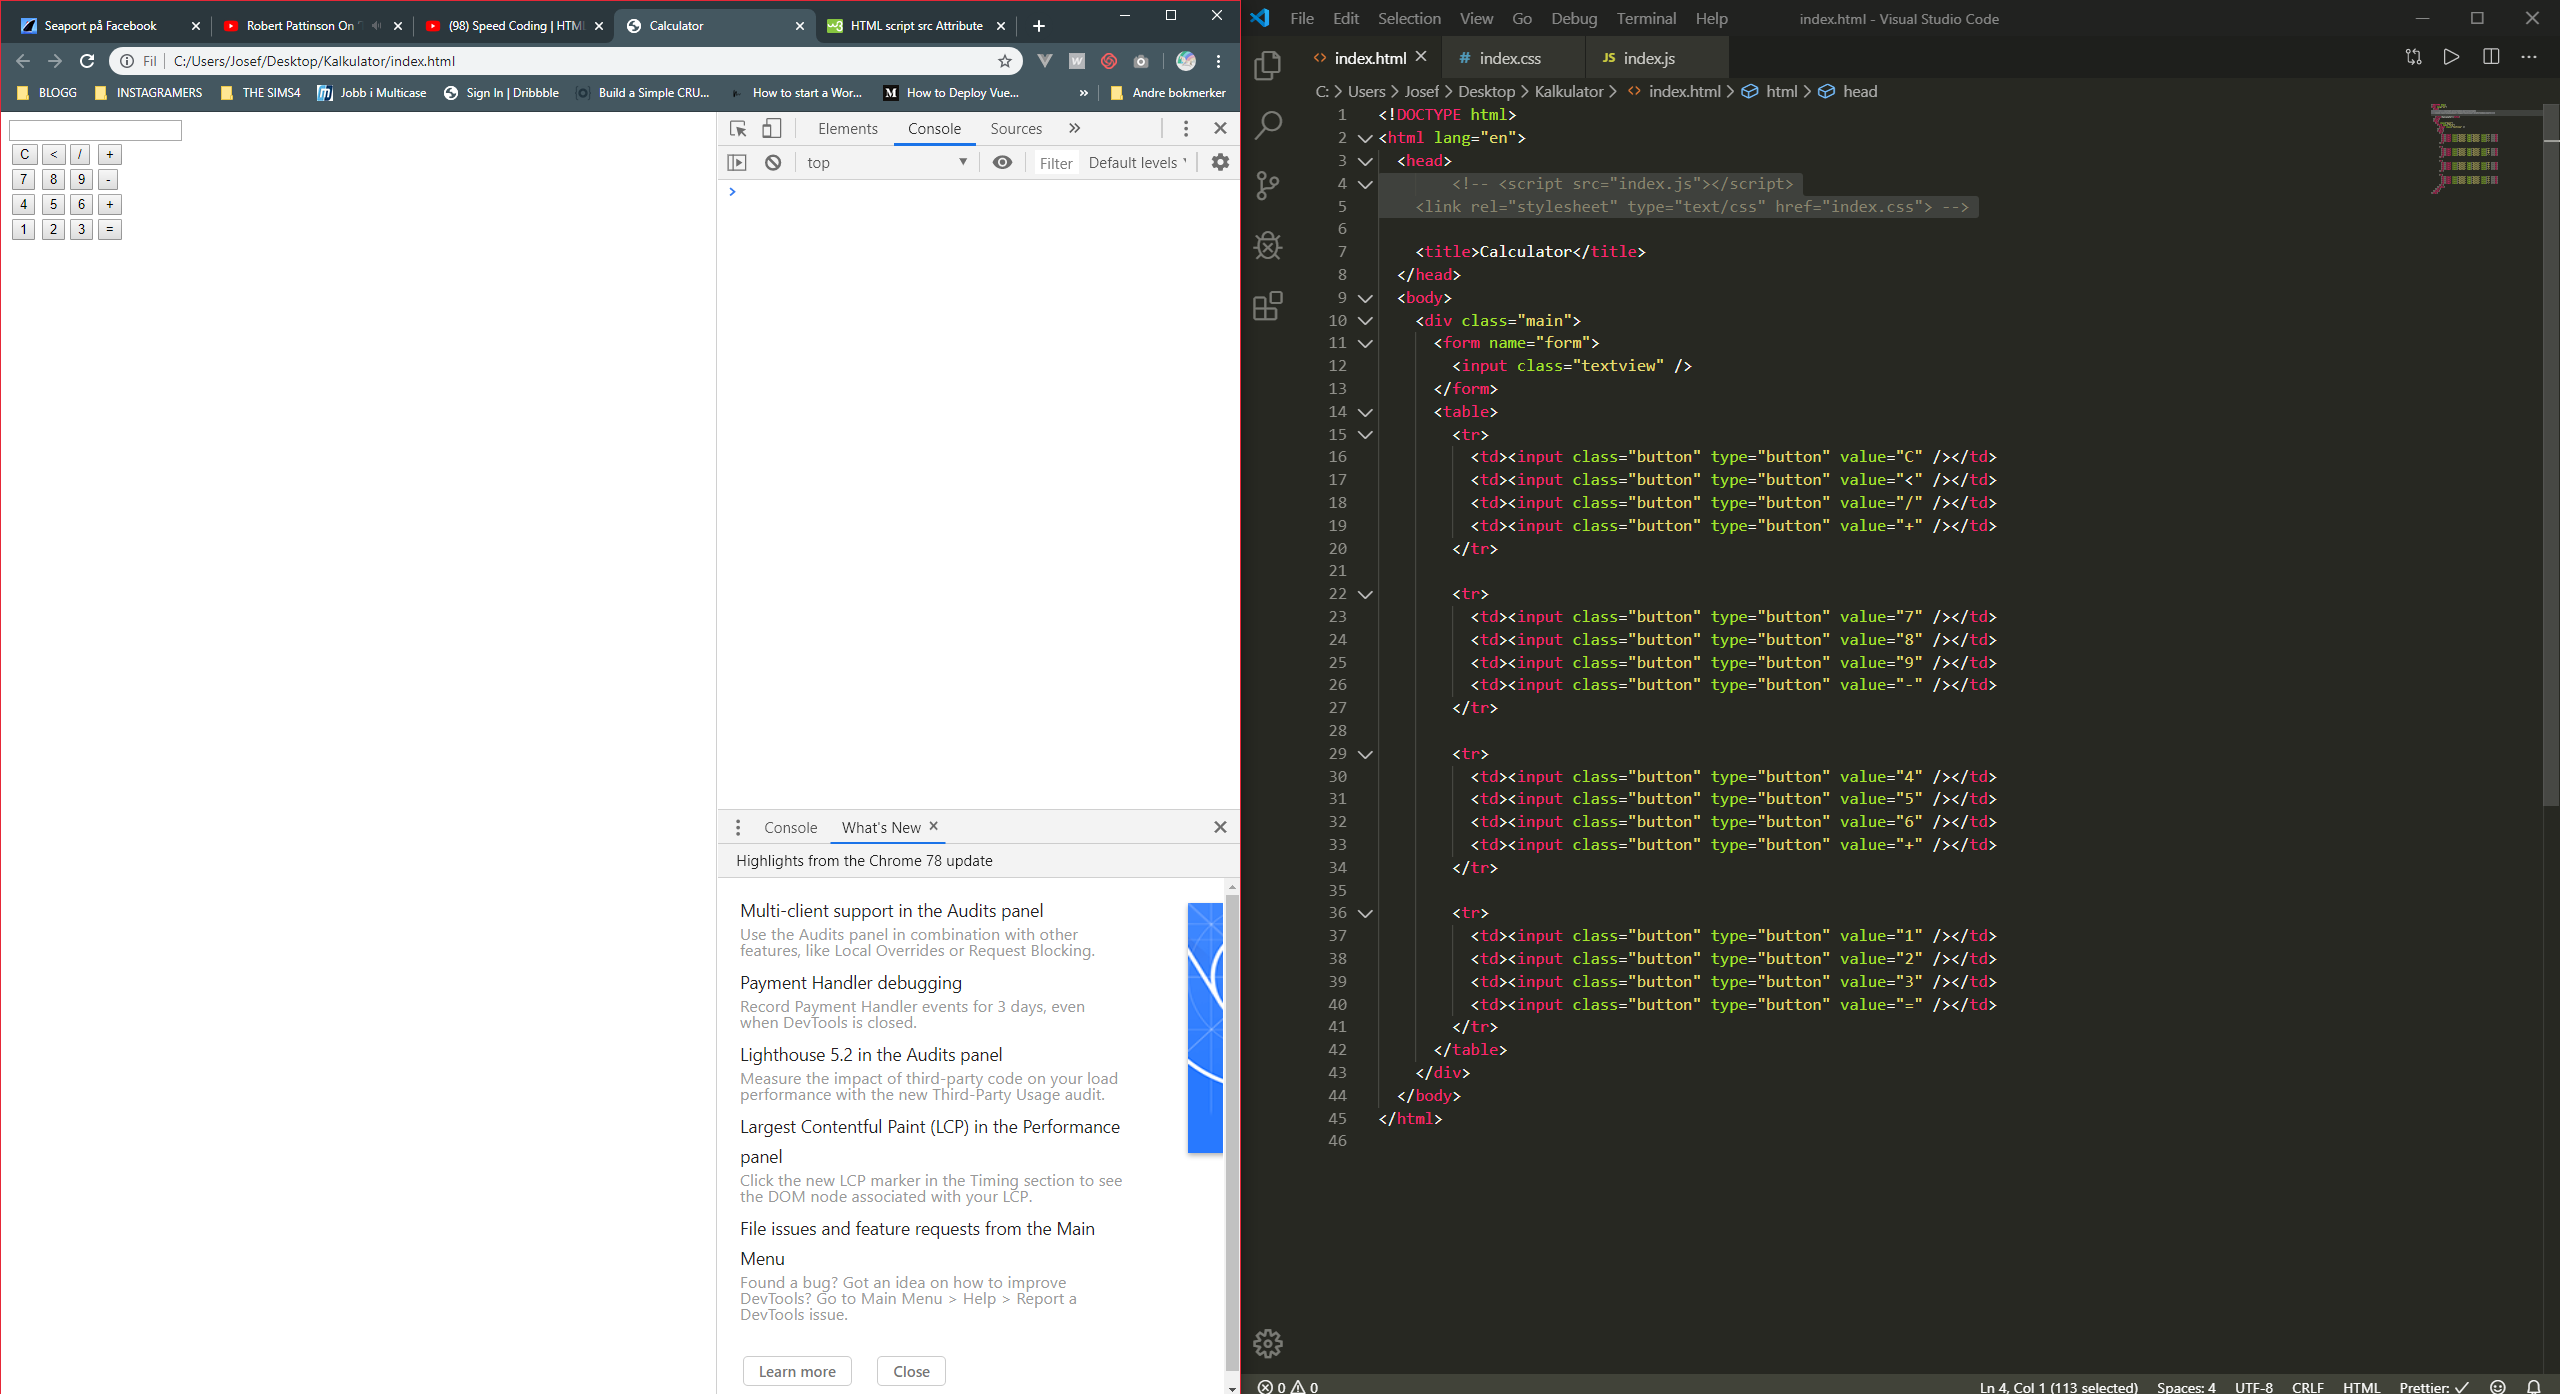 Seaport på Facebook
Robert Pattinson On
(98) Speed Coding | HTML
Calculator
HTML script src Attribute
Fil
C:/Users/Josef/Desktop/Kalkulator/index.html
BLOGG
INSTAGRAMERS
THE SIMS4
Jobb i Multicase
Sign In | Dribbble
Build a Simple CRU...
How to start a Wor...
How to Deploy Vue...
»
Andre bokmerker
C < / +
7 8 9 -
4 5 6 +
1 2 3 =
Elements Console Sources »
top Filter Default levels
>
Console What's New
Highlights from the Chrome 78 update
Multi-client support in the Audits panel
Use the Audits panel in combination with other
features, like Local Overrides or Request Blocking.
Payment Handler debugging
Record Payment Handler events for 3 days, even
when DevTools is closed.
Lighthouse 5.2 in the Audits panel
Measure the impact of third-party code on your load
performance with the new Third-Party Usage audit.
Largest Contentful Paint (LCP) in the Performance
panel
Click the new LCP marker in the Timing section to see
the DOM node associated with your LCP.
File issues and feature requests from the Main
Menu
Found a bug? Got an idea on how to improve
DevTools? Go to Main Menu > Help > Report a
DevTools issue.
Learn more Close
File Edit Selection View Go Debug Terminal Help index.html - Visual Studio Code
<> index.html # index.css JS index.js
C: > Users > Josef > Desktop > Kalkulator > <> index.html > html > head
1 <!DOCTYPE html>
2 <html lang="en">
3 <head>
4 <!-- <script src="index.js"></script>
5 <link rel="stylesheet" type="text/css" href="index.css"> -->
6
7 <title>Calculator</title>
8 </head>
9 <body>
10 <div class="main">
11 <form name="form">
12 <input class="textview" />
13 </form>
14 <table>
15 <tr>
16 <td><input class="button" type="button" value="C" /></td>
17 <td><input class="button" type="button" value="<" /></td>
18 <td><input class="button" type="button" value="/" /></td>
19 <td><input class="button" type="button" value="+" /></td>
20 </tr>
21
22 <tr>
23 <td><input class="button" type="button" value="7" /></td>
24 <td><input class="button" type="button" value="8" /></td>
25 <td><input class="button" type="button" value="9" /></td>
26 <td><input class="button" type="button" value="-" /></td>
27 </tr>
28
29 <tr>
30 <td><input class="button" type="button" value="4" /></td>
31 <td><input class="button" type="button" value="5" /></td>
32 <td><input class="button" type="button" value="6" /></td>
33 <td><input class="button" type="button" value="+" /></td>
34 </tr>
35
36 <tr>
37 <td><input class="button" type="button" value="1" /></td>
38 <td><input class="button" type="button" value="2" /></td>
39 <td><input class="button" type="button" value="3" /></td>
40 <td><input class="button" type="button" value="=" /></td>
41 </tr>
42 </table>
43 </div>
44 </body>
45 </html>
46
0 0 Ln 4, Col 1 (113 selected) Spaces: 4 UTF-8 CRLF HTML Prettier: ✓